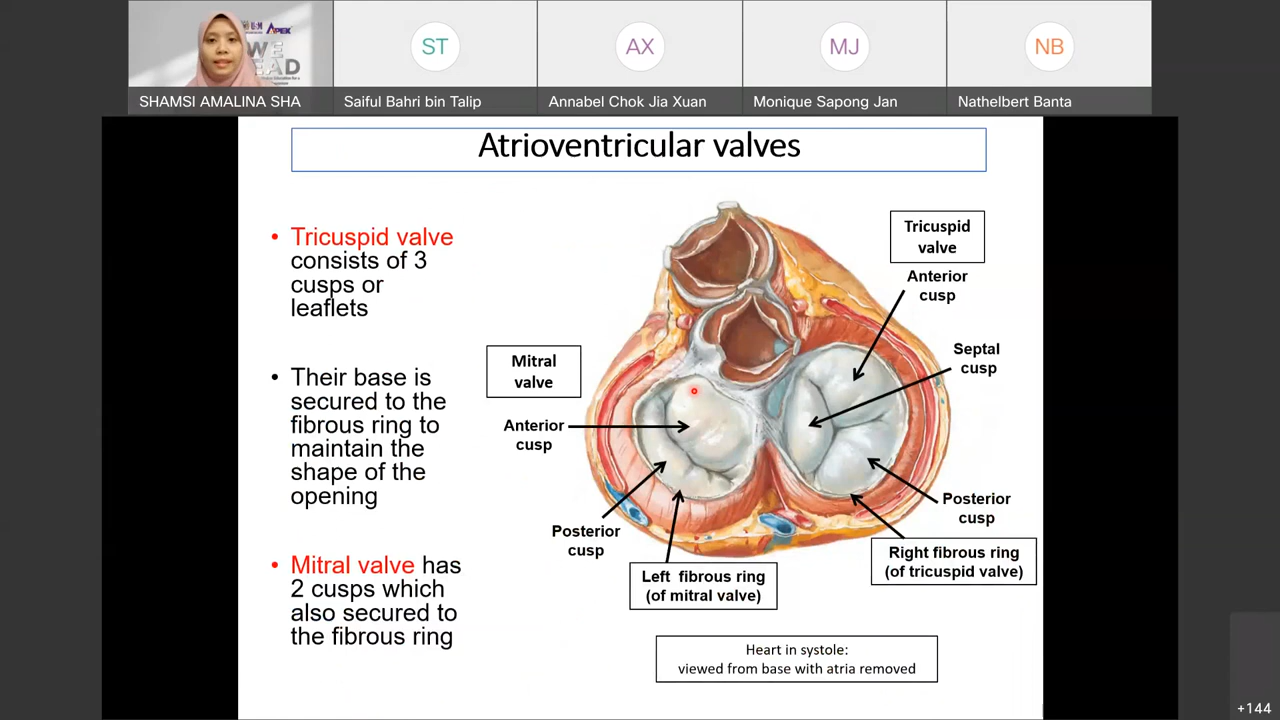 WE
EAD
APEK
SHAMSI AMALINA SHA
ST
Saiful Bahri bin Talip
AX
Annabel Chok Jia Xuan
MJ
Monique Sapong Jan
NB
Nathelbert Banta
Atrioventricular valves
• Tricuspid valve
consists of 3
cusps or
leaflets
• Their base is
secured to the
fibrous ring to
maintain the
shape of the
opening
• Mitral valve has
2 cusps which
also secured to
the fibrous ring
Mitral
valve
Anterior
cusp
Posterior
cusp
Left fibrous ring
(of mitral valve)
Tricuspid
valve
Anterior
cusp
Septal
cusp
Posterior
cusp
Right fibrous ring
(of tricuspid valve)
Heart in systole:
viewed from base with atria removed
+144